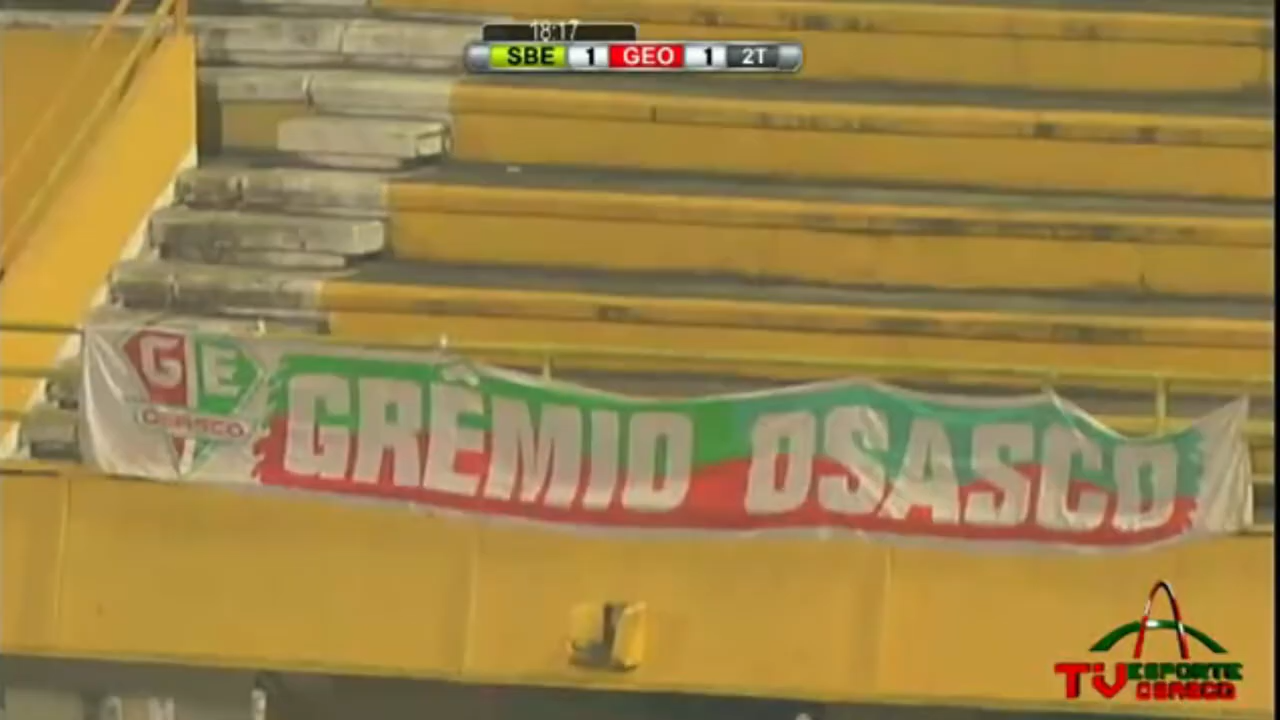 18:17
SBE 1 GEO 1 2T
GE
OSASCO
GRÊMIO OSASCO
TV ESPORTE
OSASCO